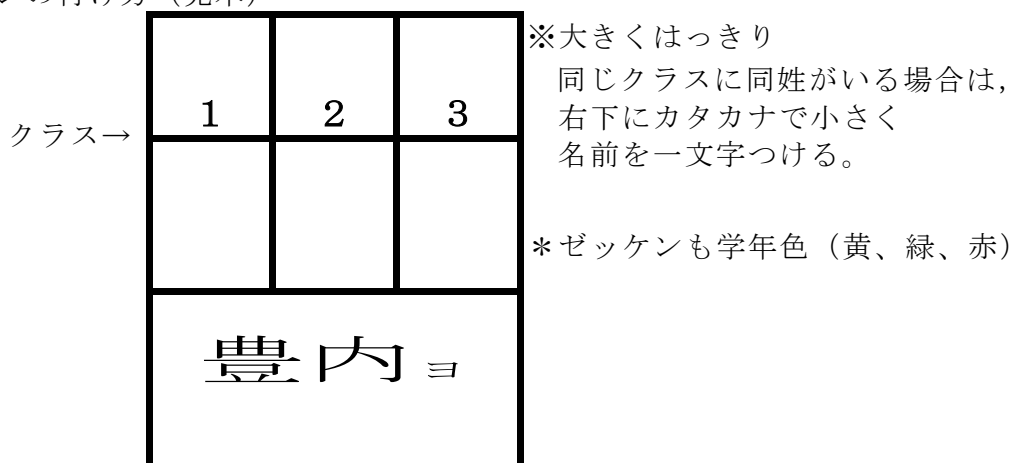 の付け方（見本）
※大きくはっきり
同じクラスに同姓がいる場合は，
右下にカタカナで小さく
名前を一文字つける。
1 2 3
クラス→
＊ゼッケンも学年色（黄、緑、赤）
豊内ヨ